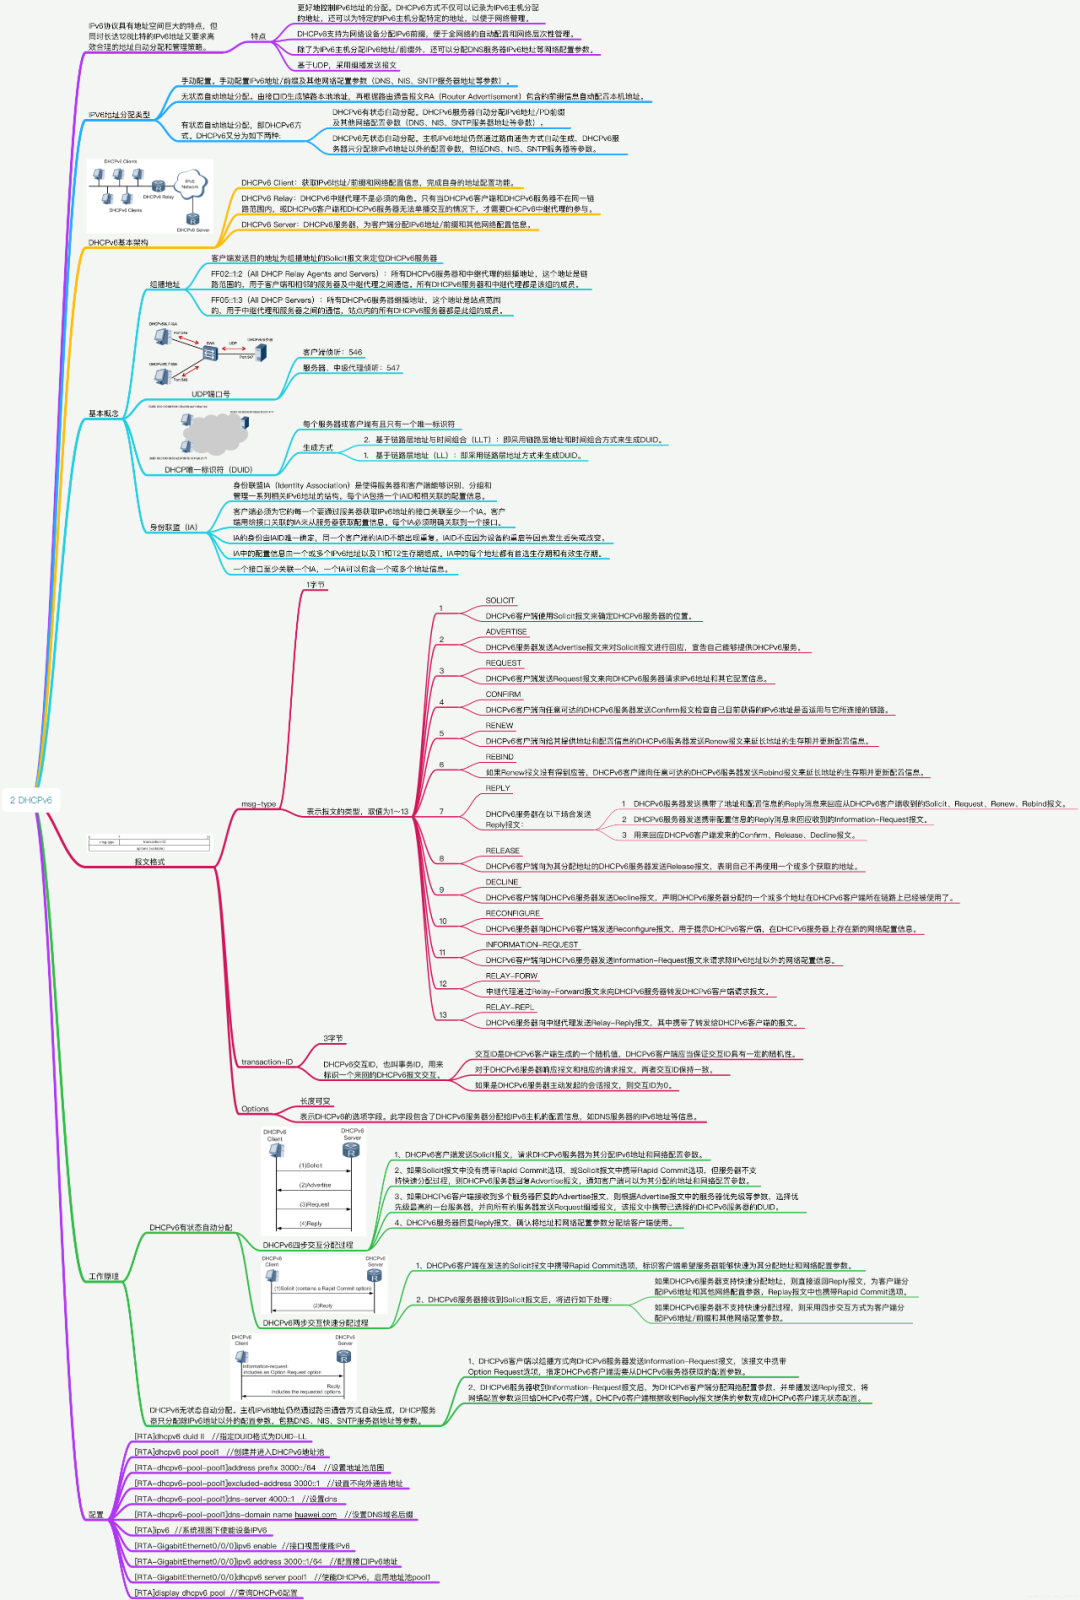 2 DHCPv6
IPV6协议具有地址空间巨大的特点，但
同时长达128比特的IPv6地址又要求高
效合理的地址自动分配和管理策略。
特点
更好地控制IPv6地址的分配。DHCPv6方式不仅可以记录为IPv6主机分配
的地址，还可以为特定的IPv6主机分配特定的地址，以便于网络管理。
DHCPv6支持为网络设备分配IPv6前缀，便于全网络的自动配置和网络层次性管理。
除了为IPv6主机分配IPv6地址/前缀外，还可以分配DNS服务器IPv6地址等网络配置参数。
基于UDP，采用组播发送报文
IPV6地址分配类型
手动配置。手动配置IPv6地址/前缀及其他网络配置参数（DNS、NIS、SNTP服务器地址等参数）。
无状态自动地址分配。由接口ID生成链路本地地址，再根据路由通告报文RA（Router Advertisement）包含的前缀信息自动配置本机地址。
有状态自动地址分配，即DHCPv6方
式。DHCPv6又分为如下两种:
DHCPv6有状态自动分配。DHCPv6服务器自动分配IPv6地址/PD前缀
及其他网络配置参数（DNS、NIS、SNTP服务器地址等参数）。
DHCPv6无状态自动分配。主机IPv6地址仍然通过路由通告方式自动生成，DHCPv6服
务器只分配除IPv6地址以外的配置参数，包括DNS、NIS、SNTP服务器等参数。
DHCPv6 Clients
IPv6
Network
DHCPv6 Relay
DHCPv6 Clients
DHCPv6 Server
DHCPv6基本架构
DHCPv6 Client：获取IPv6地址/前缀和网络配置信息，完成自身的地址配置功能。
DHCPv6 Relay：DHCPv6中继代理不是必须的角色。只有当DHCPv6客户端和DHCPv6服务器不在同一链
路范围内，或DHCPv6客户端和DHCPv6服务器无法单播交互的情况下，才需要DHCPv6中继代理的参与。
DHCPv6 Server：DHCPv6服务器，为客户端分配IPv6地址/前缀和其他网络配置信息。
基本概念
组播地址
客户端发送目的地址为组播地址的Solicit报文来定位DHCPv6服务器
FF02::1:2（All DHCP Relay Agents and Servers）：所有DHCPv6服务器和中继代理的组播地址，这个地址是链
路范围的，用于客户端和相邻的服务器及中继代理之间通信。所有DHCPv6服务器和中继代理都是该组的成员。
FF05::1:3（All DHCP Servers）：所有DHCPv6服务器组播地址，这个地址是站点范围
的，用于中继代理和服务器之间的通信，站点内的所有DHCPv6服务器都是此组的成员。
UDP端口号
客户端侦听：546
服务器、中继代理侦听：547
DHCP唯一标识符（DUID）
每个服务器或客户端有且只有一个唯一标识符
生成方式
2. 基于链路层地址与时间组合（LLT）：即采用链路层地址和时间组合方式来生成DUID。
1. 基于链路层地址（LL）：即采用链路层地址方式来生成DUID。
身份联盟（IA）
身份联盟IA（Identity Association）是使得服务器和客户端能够识别、分组和
管理一系列相关IPv6地址的结构。每个IA包括一个IAID和相关联的配置信息。
客户端必须为它的每一个要通过服务器获取IPv6地址的接口关联至少一个IA。客户
端用给接口关联的IA来从服务器获取配置信息。每个IA必须明确关联到一个接口。
IA的身份由IAID唯一确定，同一个客户端的IAID不能出现重复。IAID不应因为设备的重启等因素发生丢失或改变。
IA中的配置信息由一个或多个IPv6地址以及T1和T2生存期组成。IA中的每个地址都有首选生存期和有效生存期。
一个接口至少关联一个IA，一个IA可以包含一个或多个地址信息。
报文格式
msg-type
1字节
表示报文的类型，取值为1～13
1
SOLICIT
DHCPv6客户端使用Solicit报文来确定DHCPv6服务器的位置。
2
ADVERTISE
DHCPv6服务器发送Advertise报文来对Solicit报文进行回应，宣告自己能够提供DHCPv6服务。
3
REQUEST
DHCPv6客户端发送Request报文来向DHCPv6服务器请求IPv6地址和其它配置信息。
4
CONFIRM
DHCPv6客户端向任意可达的DHCPv6服务器发送Confirm报文检查自己目前获得的IPv6地址是否适用与它所连接的链路。
5
RENEW
DHCPv6客户端向给其提供地址和配置信息的DHCPv6服务器发送Renew报文来延长地址的生存期并更新配置信息。
6
REBIND
如果Renew报文没有得到应答，DHCPv6客户端向任意可达的DHCPv6服务器发送Rebind报文来延长地址的生存期并更新配置信息。
7
REPLY
DHCPv6服务器在以下场合发送
Reply报文：
1 DHCPv6服务器发送携带了地址和配置信息的Reply消息来回应从DHCPv6客户端收到的Solicit、Request、Renew、Rebind报文。
2 DHCPv6服务器发送携带配置信息的Reply消息来回应收到的Information-Request报文。
3 用来回应DHCPv6客户端发来的Confirm、Release、Decline报文。
8
RELEASE
DHCPv6客户端向为其分配地址的DHCPv6服务器发送Release报文，表明自己不再使用一个或多个获取的地址。
9
DECLINE
DHCPv6客户端向DHCPv6服务器发送Decline报文，声明DHCPv6服务器分配的一个或多个地址在DHCPv6客户端所在链路上已经被使用了。
10
RECONFIGURE
DHCPv6服务器向DHCPv6客户端发送Reconfigure报文，用于提示DHCPv6客户端，在DHCPv6服务器上存在新的网络配置信息。
11
INFORMATION-REQUEST
DHCPv6客户端向DHCPv6服务器发送Information-Request报文来请求除IPv6地址以外的网络配置信息。
12
RELAY-FORW
中继代理通过Relay-Forward报文来向DHCPv6服务器转发DHCPv6客户端请求报文。
13
RELAY-REPL
DHCPv6服务器向中继代理发送Relay-Reply报文，其中携带了转发给DHCPv6客户端的报文。
transaction-ID
3字节
DHCPv6交互ID，也叫事务ID，用来
标识一个来回的DHCPv6报文交互。
交互ID是DHCPv6客户端生成的一个随机值，DHCPv6客户端应当保证交互ID具有一定的随机性。
对于DHCPv6服务器响应报文和相应的请求报文，两者交互ID保持一致。
如果是DHCPv6服务器主动发起的会话报文，则交互ID为0。
Options
长度可变
表示DHCPv6的选项字段。此字段包含了DHCPv6服务器分配给IPv6主机的配置信息，如DNS服务器的IPv6地址等信息。
工作原理
DHCPv6有状态自动分配
DHCPv6
Client
DHCPv6
Server
(1)Solicit
(2)Advertise
(3)Request
(4)Reply
DHCPv6四步交互分配过程
1、DHCPv6客户端发送Solicit报文，请求DHCPv6服务器为其分配IPv6地址和网络配置参数。
2、如果Solicit报文中没有携带Rapid Commit选项，或Solicit报文中携带Rapid Commit选项，但服务器不支
持快速分配过程，则DHCPv6服务器回复Advertise报文，通知客户端可以为其分配的地址和网络配置参数。
3、如果DHCPv6客户端接收到多个服务器回复的Advertise报文，则根据Advertise报文中的服务器优先级等参数，选择优
先级最高的一台服务器，并向所有的服务器发送Request组播报文，该报文中携带已选择的DHCPv6服务器的DUID。
4、DHCPv6服务器回复Reply报文，确认将地址和网络配置参数分配给客户端使用。
DHCPv6
Client
DHCPv6
Server
(1)Solicit (contains a Rapid Commit option)
(2)Reply
DHCPv6两步交互快速分配过程
1、DHCPv6客户端在发送的Solicit报文中携带Rapid Commit选项，标识客户端希望服务器能够快速为其分配地址和网络配置参数。
2、DHCPv6服务器接收到Solicit报文后，将进行如下处理：
如果DHCPv6服务器支持快速分配地址，则直接返回Reply报文，为客户端分
配IPv6地址和其他网络配置参数，Replay报文中也携带Rapid Commit选项。
如果DHCPv6服务器不支持快速分配过程，则采用四步交互方式为客户端分
配IPv6地址/前缀和其他网络配置参数。
DHCPv6
Client
DHCPv6
Server
Information-request
includes an Option Request option
Reply
includes the requested options
DHCPv6无状态自动分配。主机IPv6地址仍然通过路由通告方式自动生成，DHCP服务
器只分配除IPv6地址以外的配置参数，包括DNS、NIS、SNTP服务器地址等参数。
1、DHCPv6客户端以组播方式向DHCPv6服务器发送Information-Request报文，该报文中携带
Option Request选项，指定DHCPv6客户端需要从DHCPv6服务器获取的配置参数。
2、DHCPv6服务器收到Information-Request报文后，为DHCPv6客户端分配网络配置参数，并单播发送Reply报文，将
网络配置参数返回给DHCPv6客户端。DHCPv6客户端根据收到Reply报文提供的参数完成DHCPv6客户端无状态配置。
配置
[RTA]dhcpv6 duid ll //指定DUID格式为DUID-LL
[RTA]dhcpv6 pool pool1 //创建并进入DHCPv6地址池
[RTA-dhcpv6-pool-pool1]address prefix 3000::/64 //设置地址池范围
[RTA-dhcpv6-pool-pool1]excluded-address 3000::1 //设置不向外通告地址
[RTA-dhcpv6-pool-pool1]dns-server 4000::1 //设置dns
[RTA-dhcpv6-pool-pool1]dns-domain name huawei.com //设置DNS域名后缀
[RTA]ipv6 //系统视图下使能设备IPV6
[RTA-GigabitEthernet0/0/0]ipv6 enable //接口视图使能IPv6
[RTA-GigabitEthernet0/0/0]ipv6 address 3000::1/64 //配置接口IPv6地址
[RTA-GigabitEthernet0/0/0]dhcpv6 server pool1 //使能DHCPv6，启用地址池pool1
[RTA]display dhcpv6 pool //查询DHCPv6配置